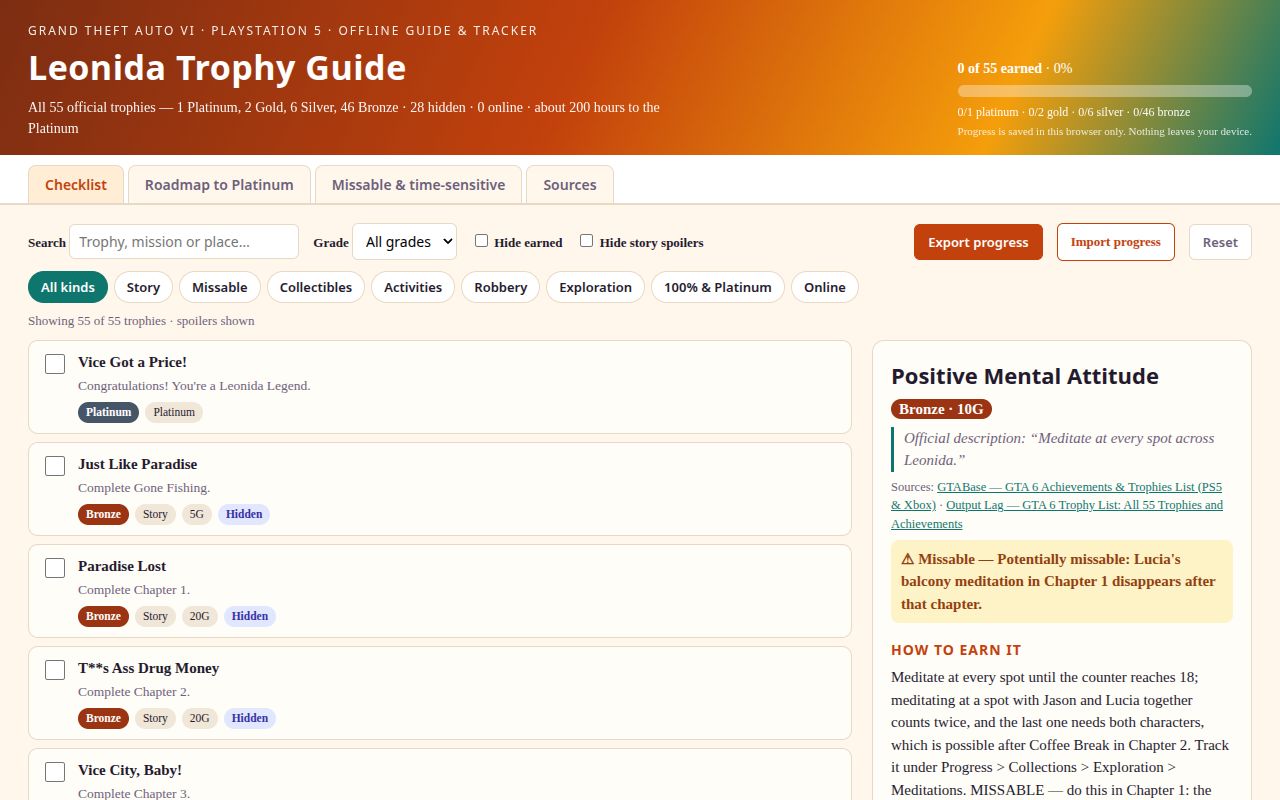 GRAND THEFT AUTO VI · PLAYSTATION 5 · OFFLINE GUIDE & TRACKER
Leonida Trophy Guide
All 55 official trophies — 1 Platinum, 2 Gold, 6 Silver, 46 Bronze · 28 hidden · 0 online · about 200 hours to the
Platinum
0 of 55 earned · 0%
0/1 platinum · 0/2 gold · 0/6 silver · 0/46 bronze
Progress is saved in this browser only. Nothing leaves your device.
Checklist
Roadmap to Platinum
Missable & time-sensitive
Sources
Search
Trophy, mission or place...
Grade
All grades
Hide earned
Hide story spoilers
Export progress
Import progress
Reset
All kinds
Story
Missable
Collectibles
Activities
Robbery
Exploration
100% & Platinum
Online
Showing 55 of 55 trophies · spoilers shown
Vice Got a Price!
Congratulations! You're a Leonida Legend.
Platinum
Platinum
Just Like Paradise
Complete Gone Fishing.
Bronze
Story
5G
Hidden
Paradise Lost
Complete Chapter 1.
Bronze
Story
20G
Hidden
T**s Ass Drug Money
Complete Chapter 2.
Bronze
Story
20G
Hidden
Vice City, Baby!
Complete Chapter 3.
Positive Mental Attitude
Bronze · 10G
Official description: “Meditate at every spot across
Leonida.”
Sources: GTABase — GTA 6 Achievements & Trophies List (PS5
& Xbox) · Output Lag — GTA 6 Trophy List: All 55 Trophies and
Achievements
⚠ Missable — Potentially missable: Lucia's
balcony meditation in Chapter 1 disappears after
that chapter.
HOW TO EARN IT
Meditate at every spot until the counter reaches 18;
meditating at a spot with Jason and Lucia together
counts twice, and the last one needs both characters,
which is possible after Coffee Break in Chapter 2. Track
it under Progress > Collections > Exploration >
Meditations. MISSABLE — do this in Chapter 1: the